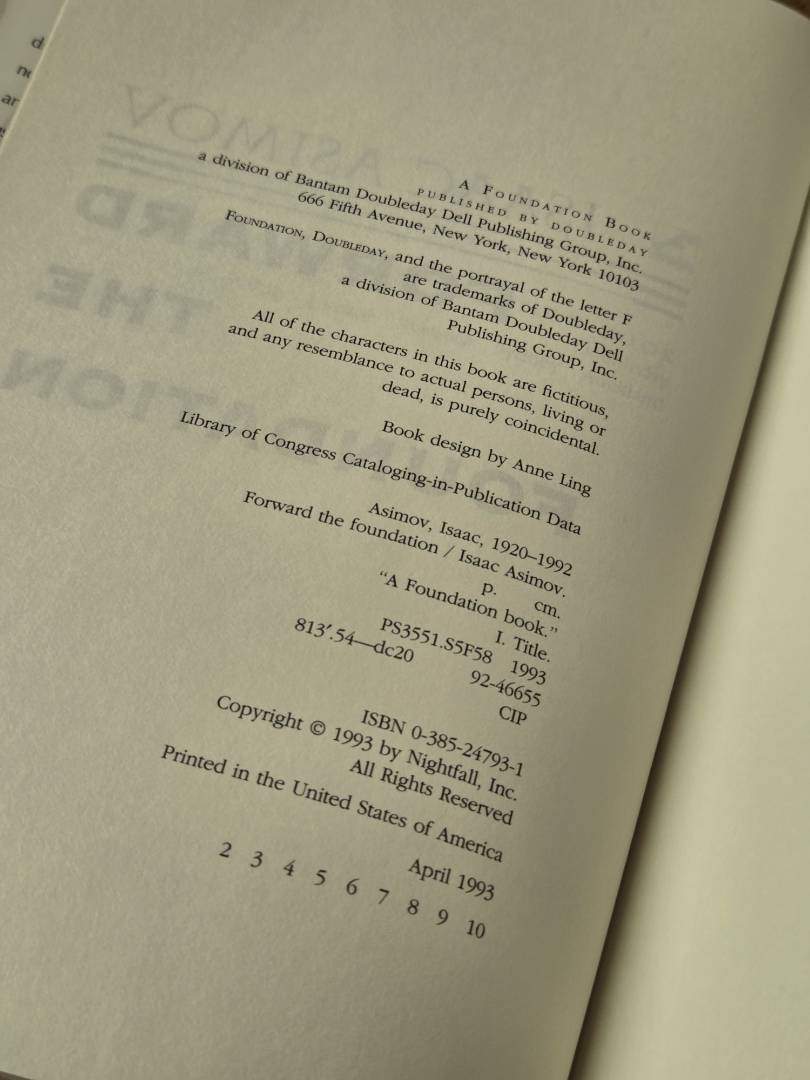 A FOUNDATION BOOK
PUBLISHED BY DOUBLEDAY
a division of Bantam Doubleday Dell Publishing Group, Inc.
666 Fifth Avenue, New York, New York 10103
FOUNDATION, DOUBLEDAY, and the portrayal of the letter F
are trademarks of Doubleday,
a division of Bantam Doubleday Dell
Publishing Group, Inc.
All of the characters in this book are fictitious,
and any resemblance to actual persons, living or
dead, is purely coincidental.
Book design by Anne Ling
Library of Congress Cataloging-in-Publication Data
Asimov, Isaac, 1920–1992
Forward the foundation / Isaac Asimov.
p. cm.
“A Foundation book.”
I. Title.
PS3551.S5F58 1993
813′.54—dc20 92-46655
CIP
ISBN 0-385-24793-1
Copyright © 1993 by Nightfall, Inc.
All Rights Reserved
Printed in the United States of America
April 1993
2 3 4 5 6 7 8 9 10